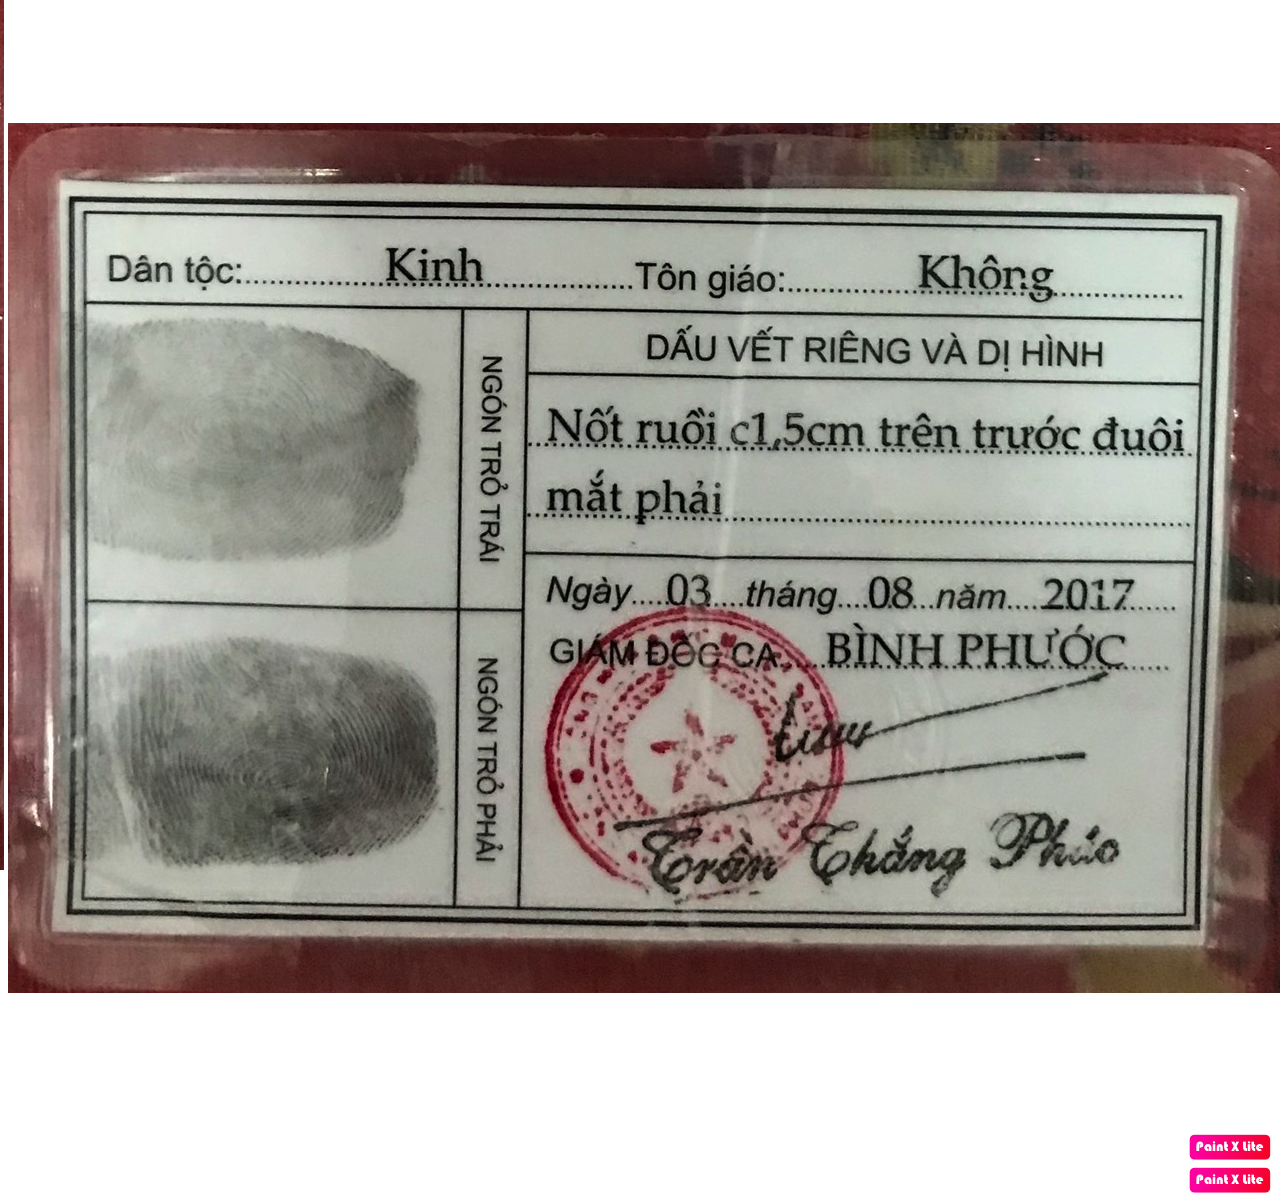 Dân tộc: Kinh Tôn giáo: Không
NGÓN TRỎ TRÁI
DẤU VẾT RIÊNG VÀ DỊ HÌNH
Nốt ruồi c1,5cm trên trước đuôi
mắt phải
NGÓN TRỎ PHẢI
Ngày 03 tháng 08 năm 2017
GIÁM ĐỐC CA BÌNH PHƯỚC
Trần Thắng Phúc
Paint X Lite
Paint X Lite